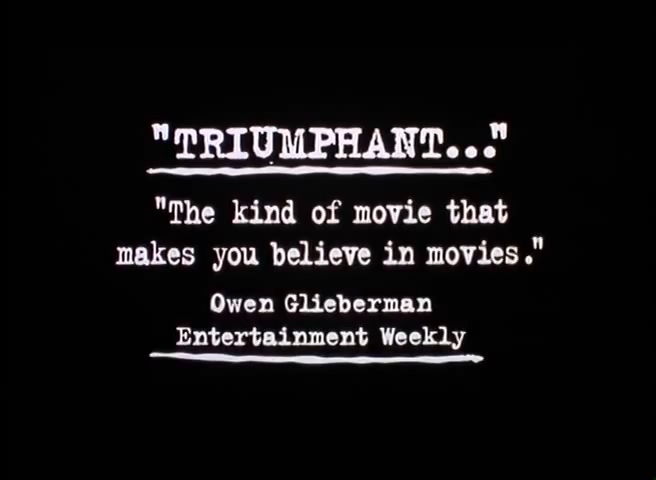 "TRIUMPHANT..."
"The kind of movie that
makes you believe in movies."
Owen Glieberman
Entertainment Weekly